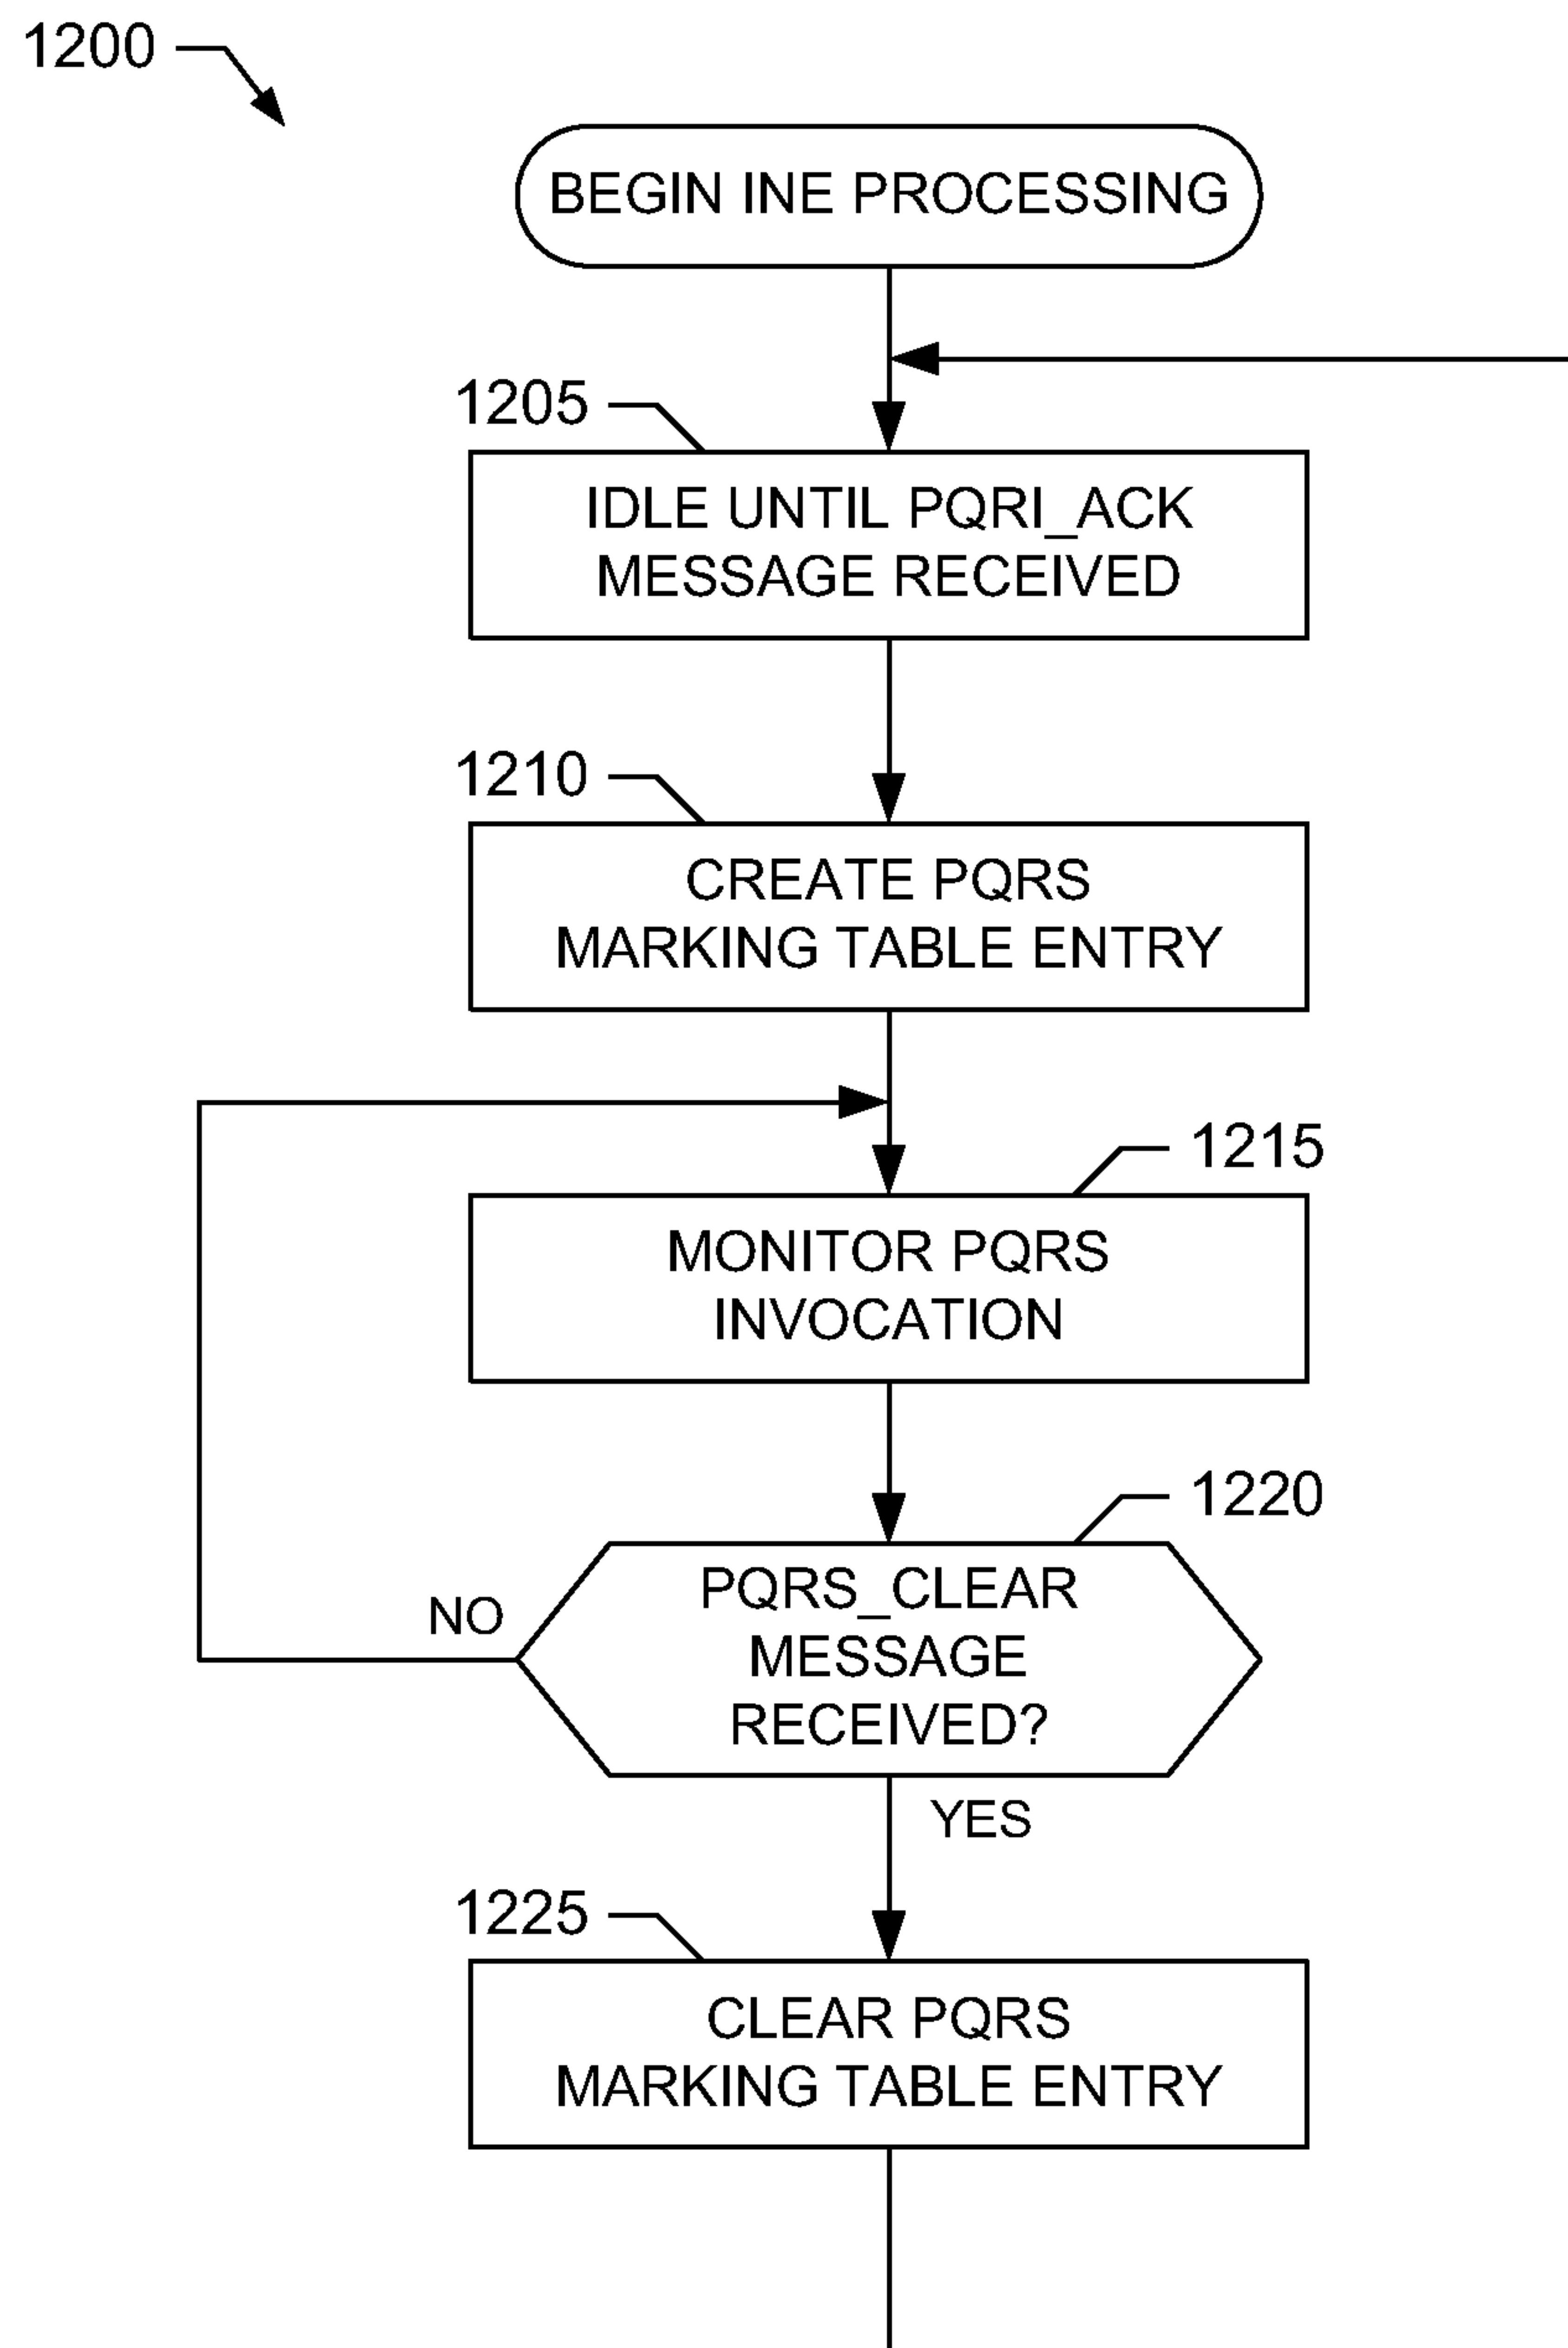 1200
BEGIN INE PROCESSING
1205
IDLE UNTIL PQRI_ACK
MESSAGE RECEIVED
1210
CREATE PQRS
MARKING TABLE ENTRY
1215
MONITOR PQRS
INVOCATION
1220
PQRS_CLEAR
MESSAGE
RECEIVED?
NO
YES
1225
CLEAR PQRS
MARKING TABLE ENTRY